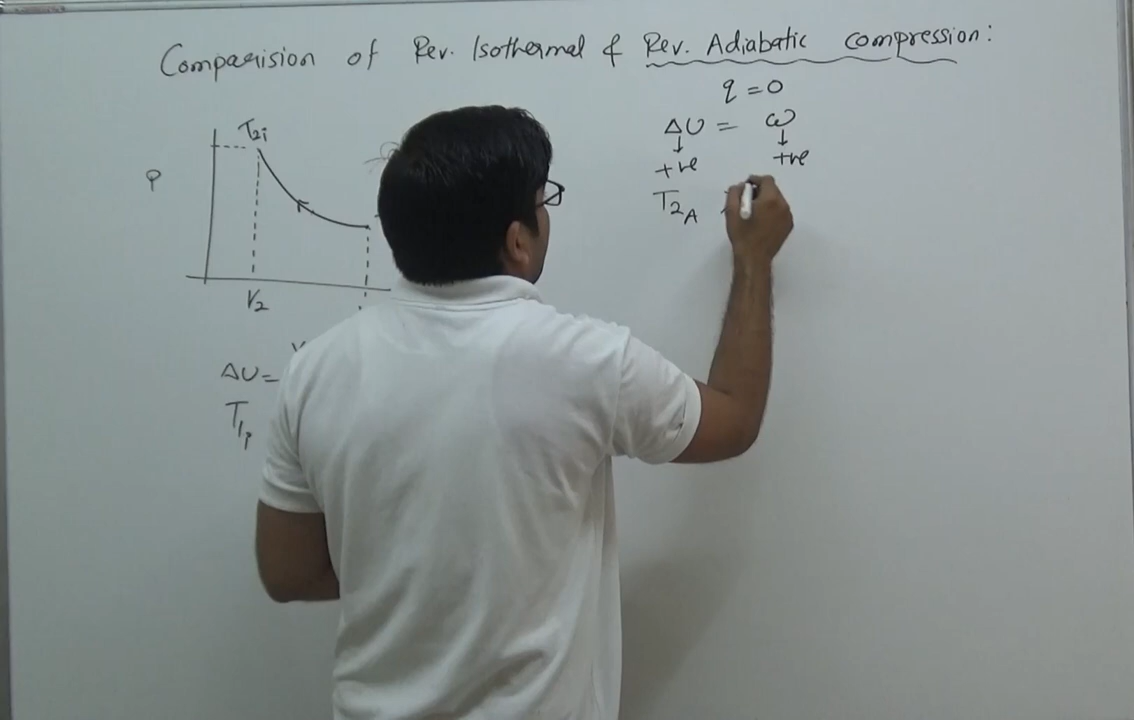 Comparision of Rev. Isothermal & Rev. Adiabatic compression:
q = 0
ΔU = ω
↓ ↓
+ve +ve
T2A
T2i
P
V2
ΔU =
T1